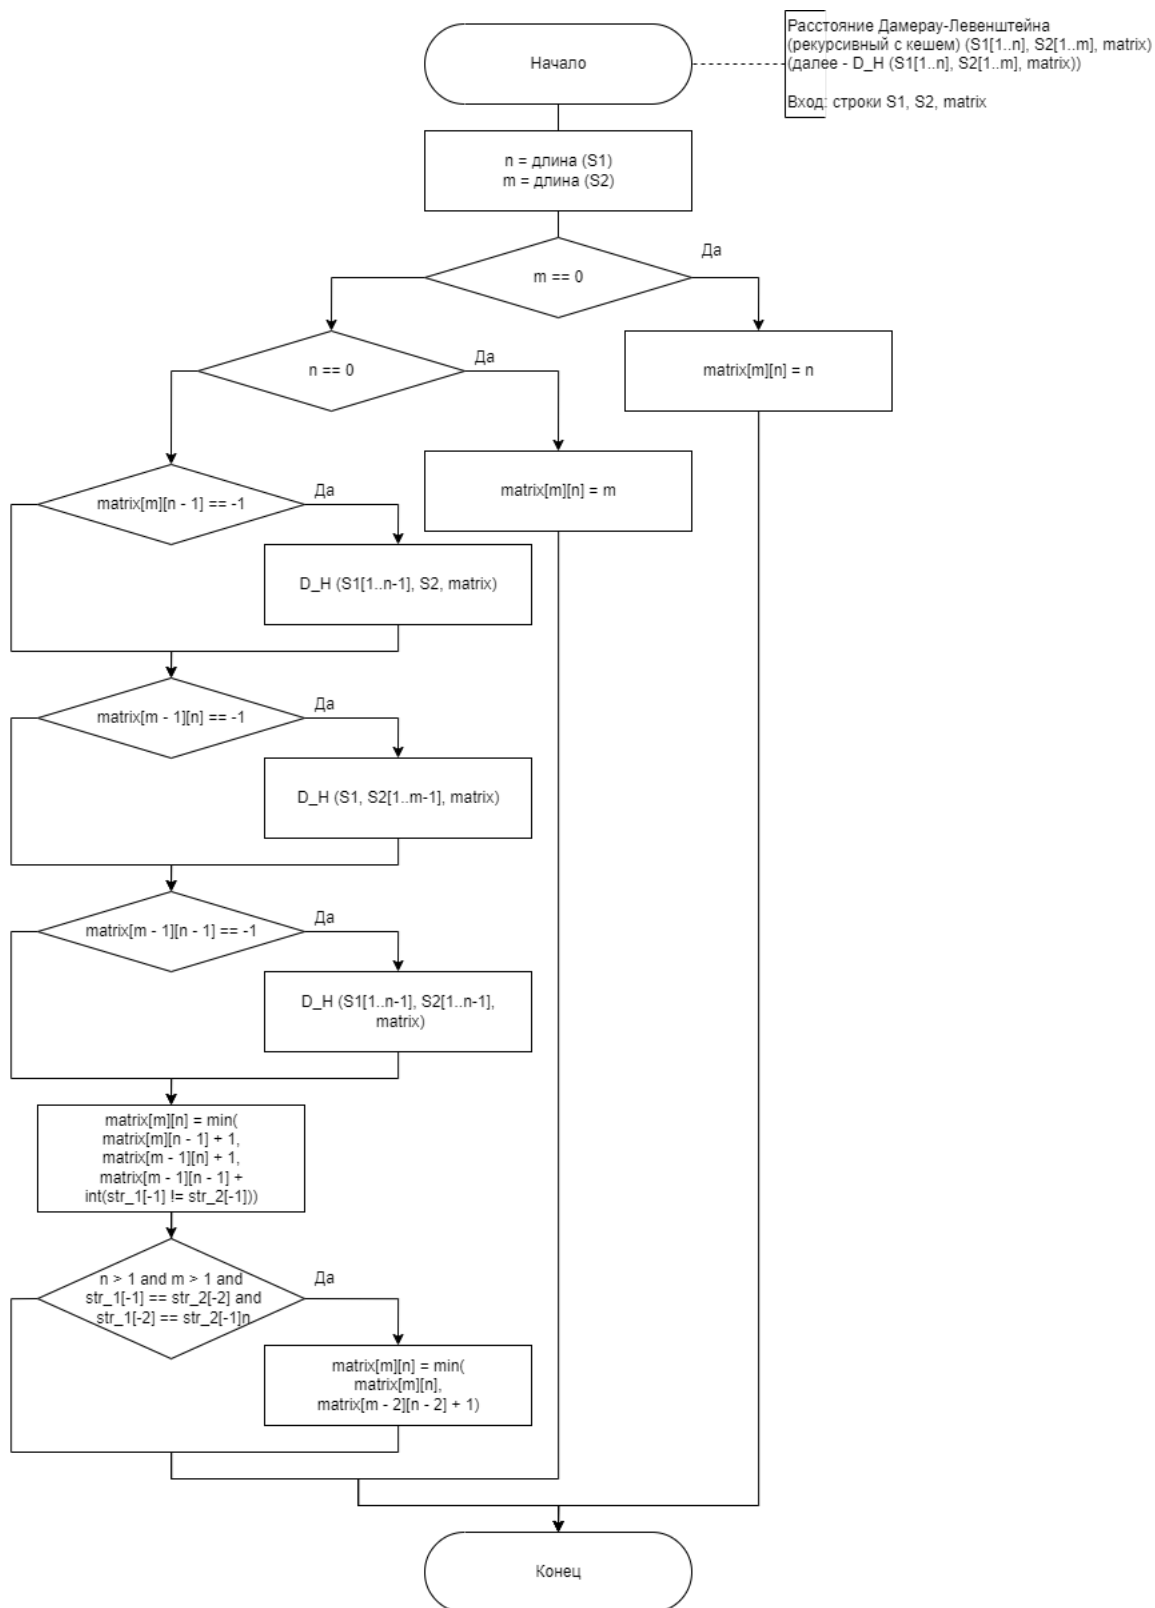 Начало
Расстояние Дамерау-Левенштейна
(рекурсивный с кешем) (S1[1..n], S2[1..m], matrix)
(далее - D_H (S1[1..n], S2[1..m], matrix))
Вход: строки S1, S2, matrix
n = длина (S1)
m = длина (S2)
m == 0
Да
matrix[m][n] = n
n == 0
Да
matrix[m][n] = m
matrix[m][n - 1] == -1
Да
D_H (S1[1..n-1], S2, matrix)
matrix[m - 1][n] == -1
Да
D_H (S1, S2[1..m-1], matrix)
matrix[m - 1][n - 1] == -1
Да
D_H (S1[1..n-1], S2[1..n-1],
matrix)
matrix[m][n] = min(
matrix[m][n - 1] + 1,
matrix[m - 1][n] + 1,
matrix[m - 1][n - 1] +
int(str_1[-1] != str_2[-1]))
n > 1 and m > 1 and
str_1[-1] == str_2[-2] and
str_1[-2] == str_2[-1]n
Да
matrix[m][n] = min(
matrix[m][n],
matrix[m - 2][n - 2] + 1)
Конец